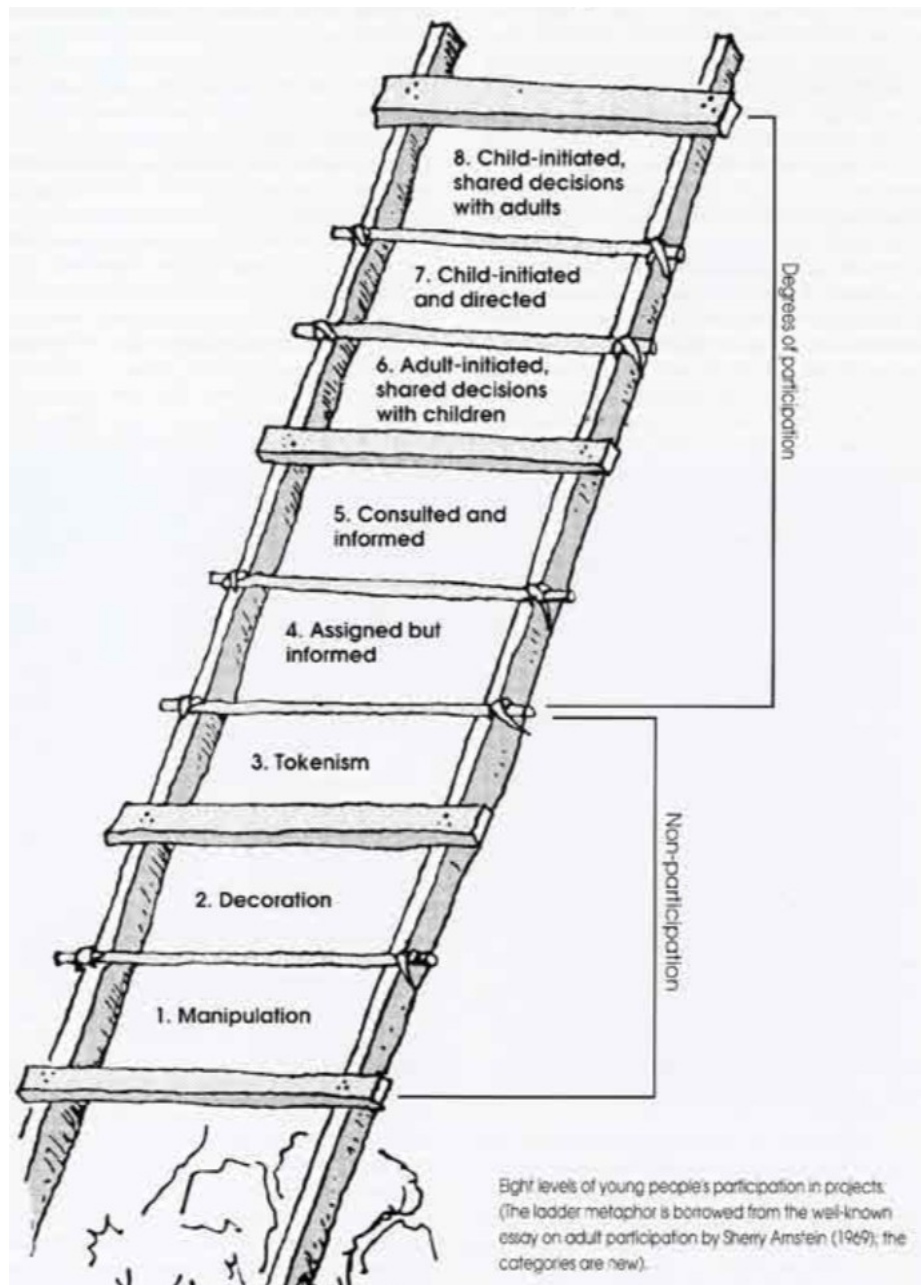 8. Child-initiated,
shared decisions
with adults
7. Child-initiated
and directed
6. Adult-initiated,
shared decisions
with children
5. Consulted and
informed
4. Assigned but
informed
3. Tokenism
2. Decoration
1. Manipulation
Degrees of participation
Non-participation
Eight levels of young people's participation in projects.
(The ladder metaphor is borrowed from the well-known
essay on adult participation by Sherry Arnstein (1969); the
categories are new).